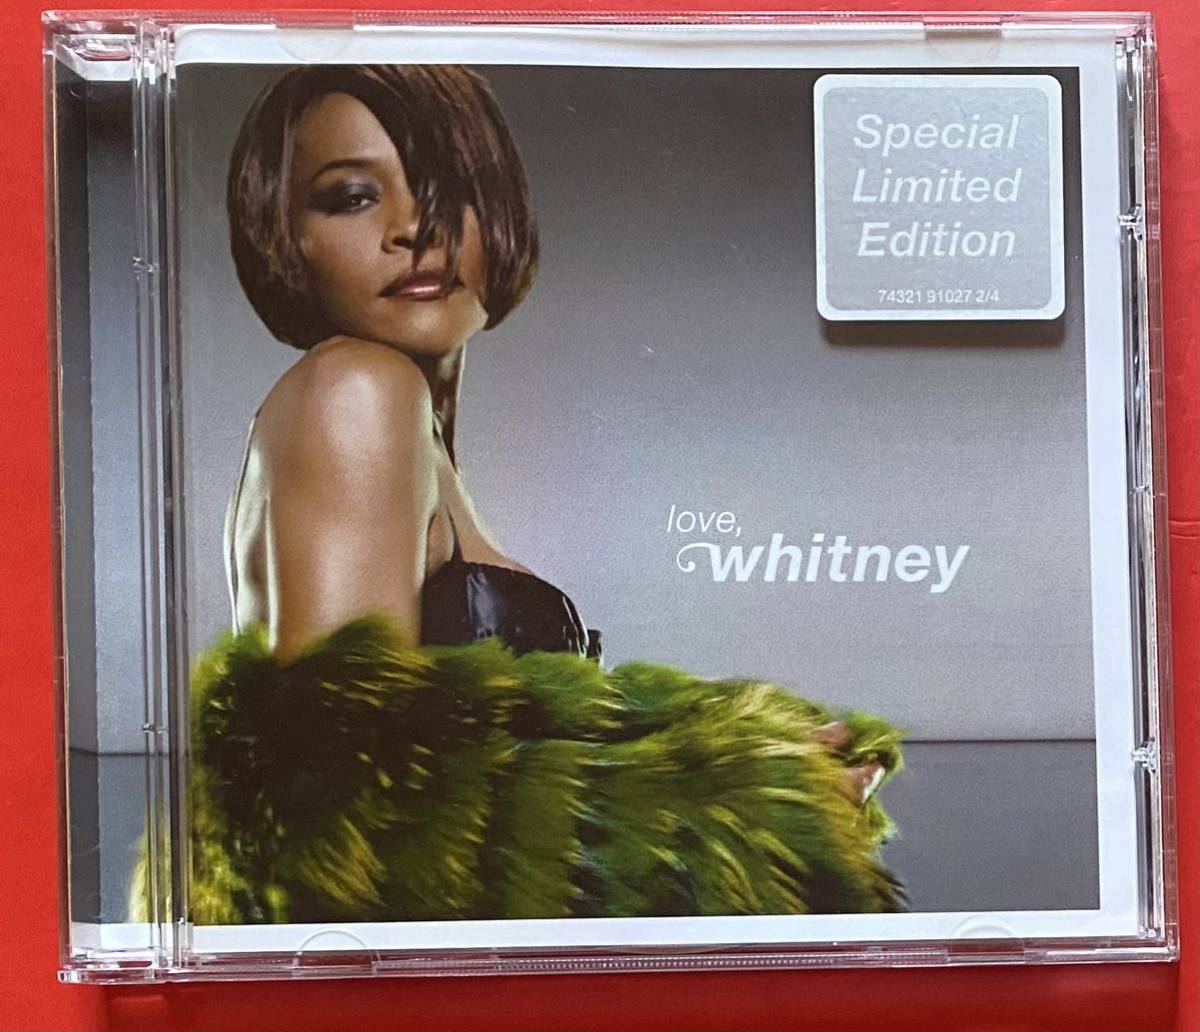 Special
Limited
Edition
74321 91027 2/4
love,
whitney